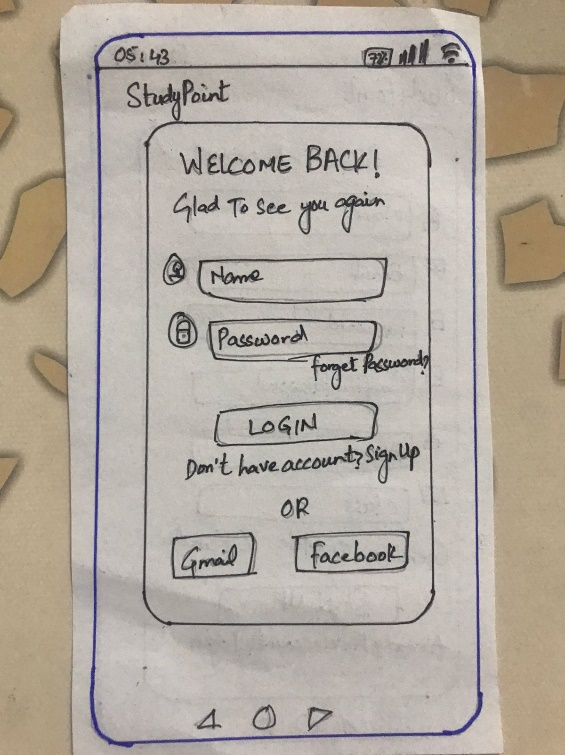 05:43 77%
StudyPoint
WELCOME BACK!
Glad To See you again
Name
Password
forget Password?
LOGIN
Don't have account? Sign Up
OR
Gmail facebook